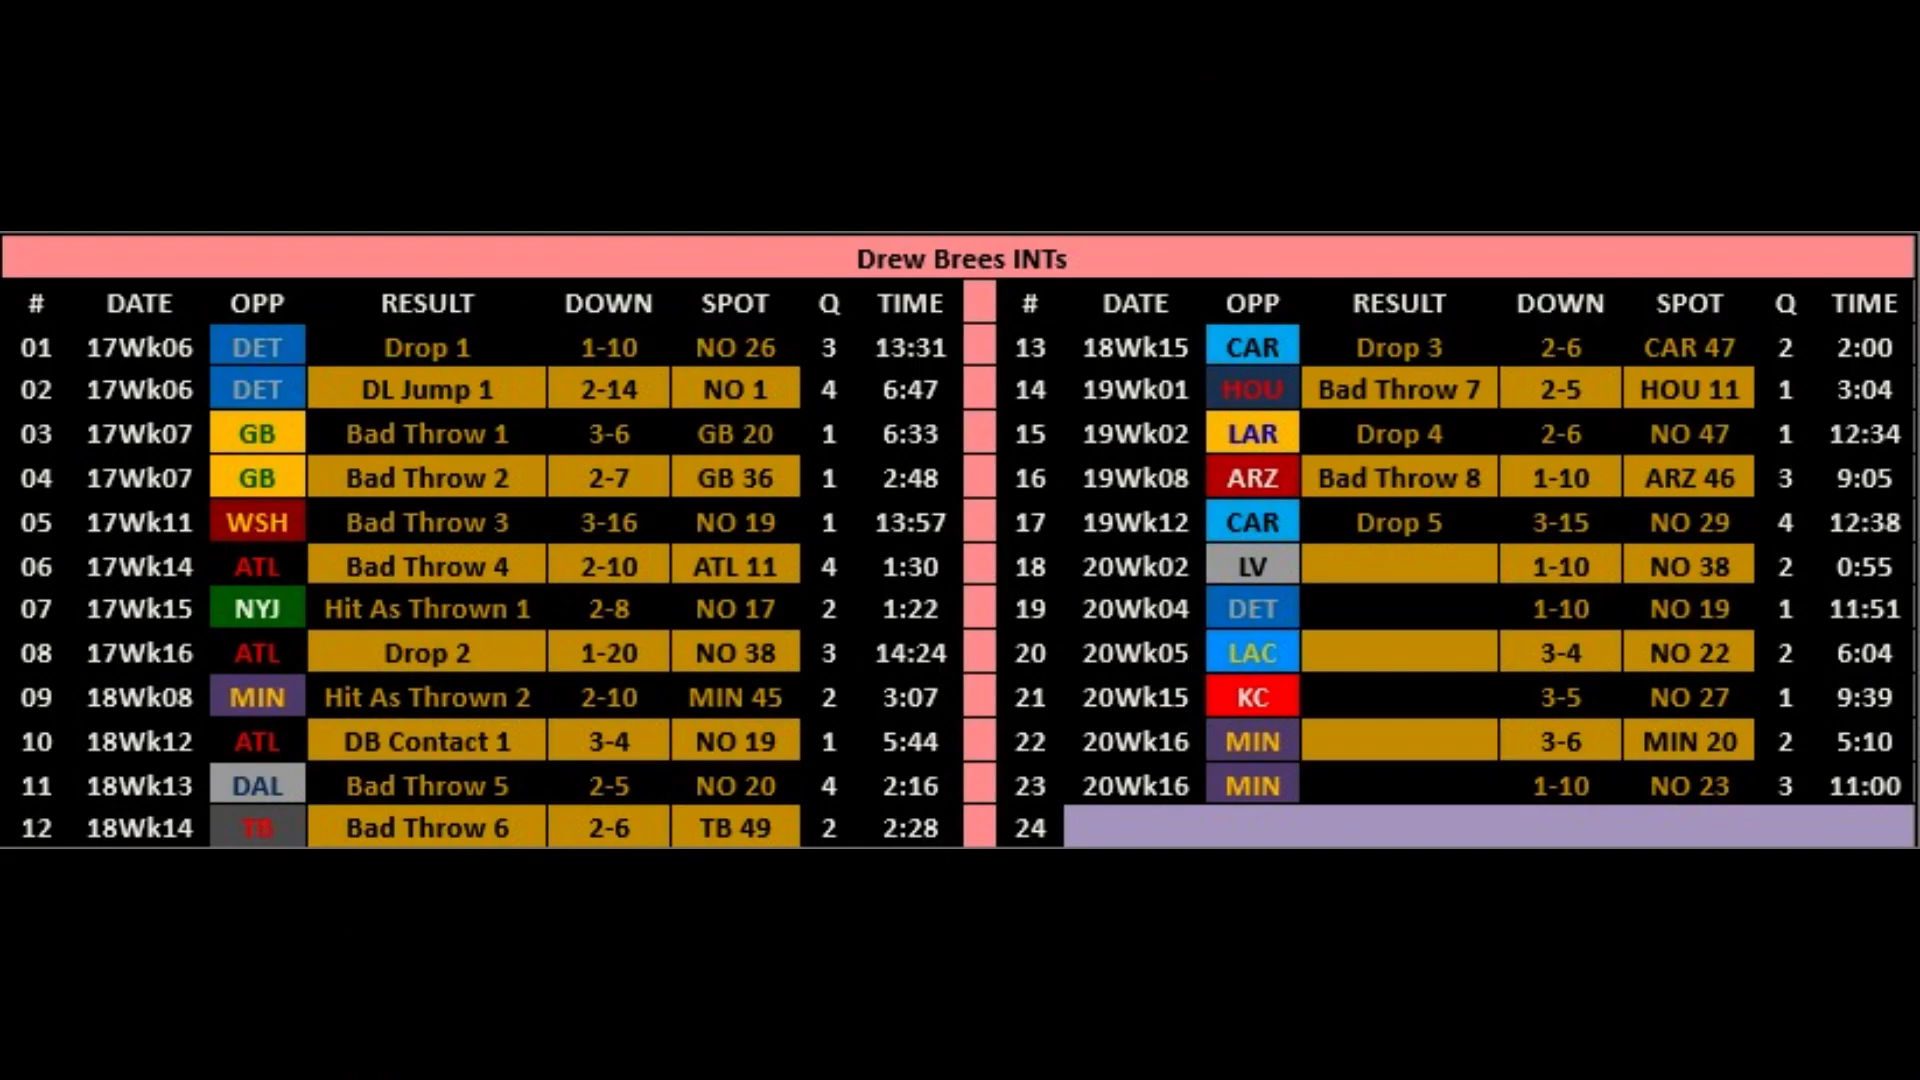 Drew Brees INTs
# DATE OPP RESULT DOWN SPOT Q TIME # DATE OPP RESULT DOWN SPOT Q TIME
01 17Wk06 DET Drop 1 1-10 NO 26 3 13:31 13 18Wk15 CAR Drop 3 2-6 CAR 47 2 2:00
02 17Wk06 DET DL Jump 1 2-14 NO 1 4 6:47 14 19Wk01 HOU Bad Throw 7 2-5 HOU 11 1 3:04
03 17Wk07 GB Bad Throw 1 3-6 GB 20 1 6:33 15 19Wk02 LAR Drop 4 2-6 NO 47 1 12:34
04 17Wk07 GB Bad Throw 2 2-7 GB 36 1 2:48 16 19Wk08 ARZ Bad Throw 8 1-10 ARZ 46 3 9:05
05 17Wk11 WSH Bad Throw 3 3-16 NO 19 1 13:57 17 19Wk12 CAR Drop 5 3-15 NO 29 4 12:38
06 17Wk14 ATL Bad Throw 4 2-10 ATL 11 4 1:30 18 20Wk02 LV 1-10 NO 38 2 0:55
07 17Wk15 NYJ Hit As Thrown 1 2-8 NO 17 2 1:22 19 20Wk04 DET 1-10 NO 19 1 11:51
08 17Wk16 ATL Drop 2 1-20 NO 38 3 14:24 20 20Wk05 LAC 3-4 NO 22 2 6:04
09 18Wk08 MIN Hit As Thrown 2 2-10 MIN 45 2 3:07 21 20Wk15 KC 3-5 NO 27 1 9:39
10 18Wk12 ATL DB Contact 1 3-4 NO 19 1 5:44 22 20Wk16 MIN 3-6 MIN 20 2 5:10
11 18Wk13 DAL Bad Throw 5 2-5 NO 20 4 2:16 23 20Wk16 MIN 1-10 NO 23 3 11:00
12 18Wk14 TB Bad Throw 6 2-6 TB 49 2 2:28 24